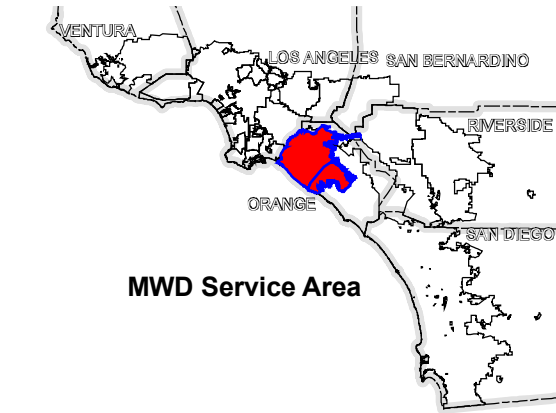 VENTURA
LOS ANGELES
SAN BERNARDINO
RIVERSIDE
ORANGE
SAN DIEGO
MWD Service Area